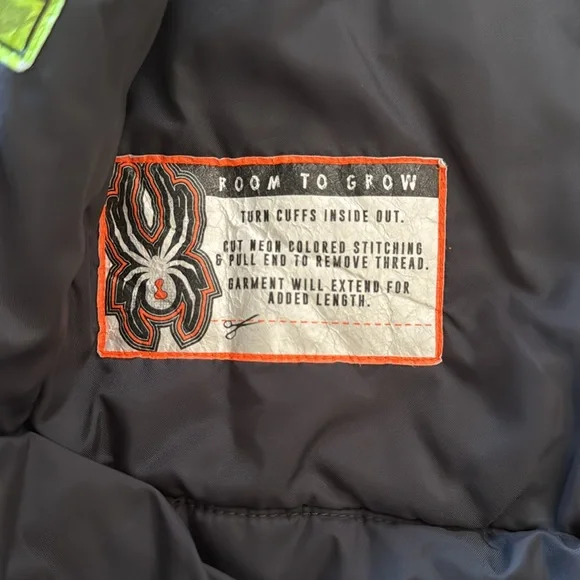 ROOM TO GROW
TURN CUFFS INSIDE OUT.
CUT NEON COLORED STITCHING
& PULL END TO REMOVE THREAD.
GARMENT WILL EXTEND FOR
ADDED LENGTH.